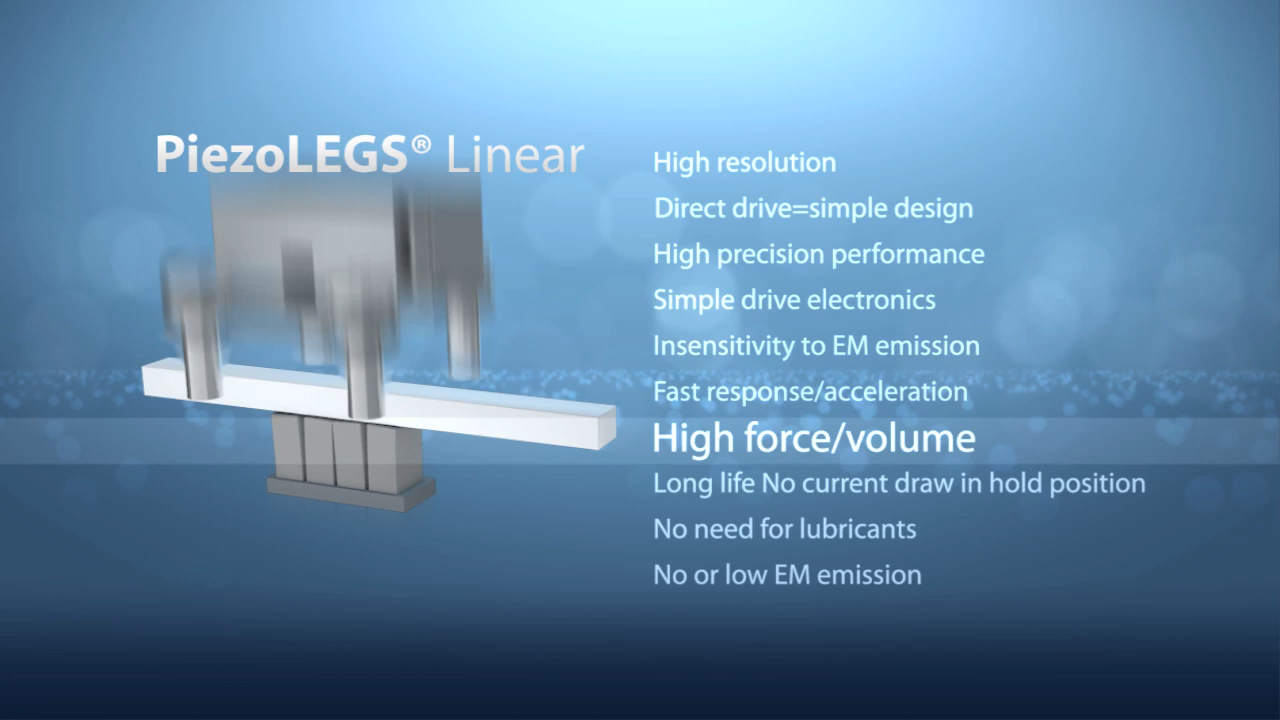 PiezoLEGS® Linear
High resolution
Direct drive=simple design
High precision performance
Simple drive electronics
Insensitivity to EM emission
Fast response/acceleration
High force/volume
Long life No current draw in hold position
No need for lubricants
No or low EM emission